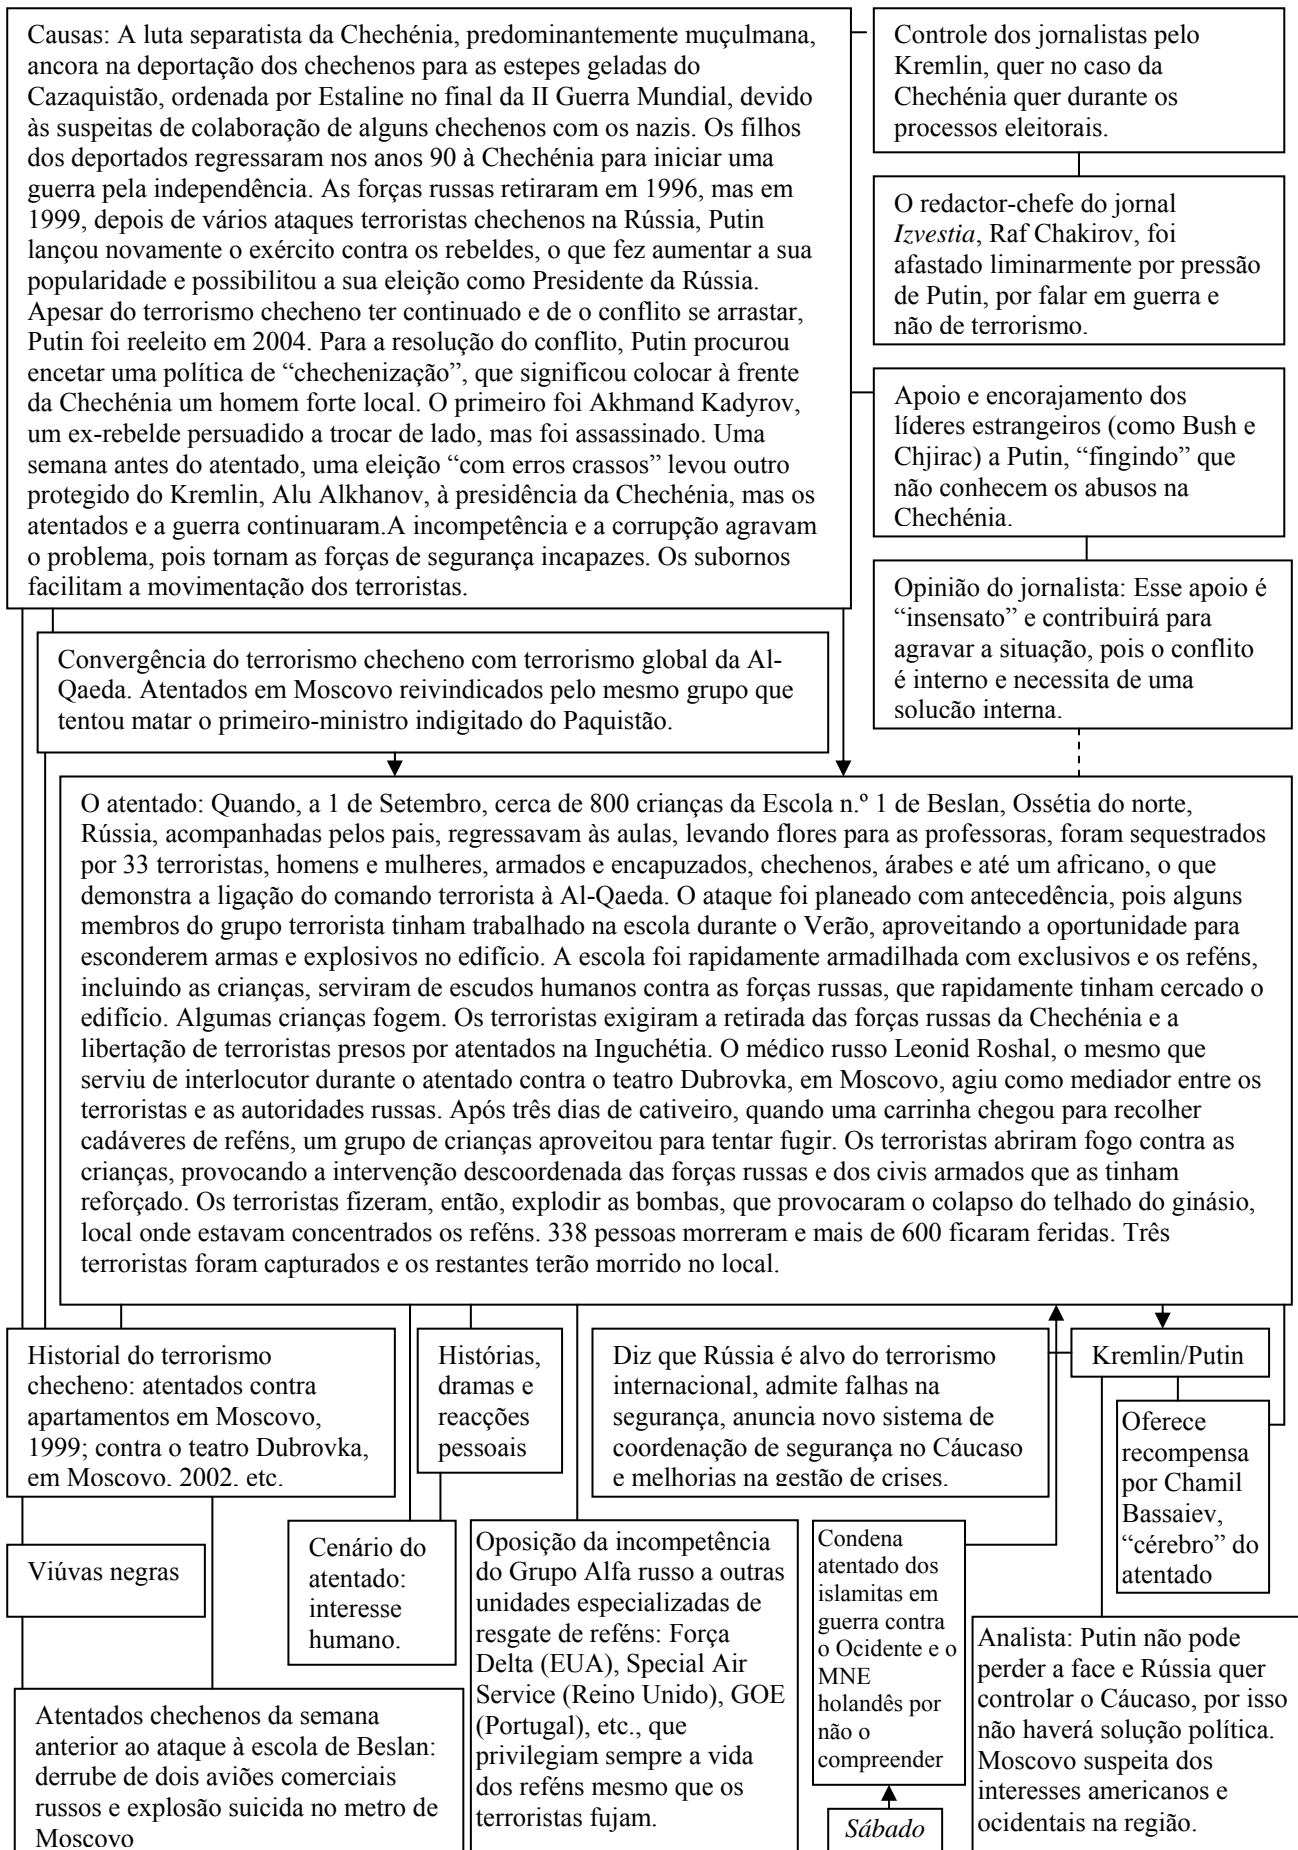 Causas: A luta separatista da Chechénia, predominantemente muçulmana,
ancora na deportação dos chechenos para as estepes geladas do
Cazaquistão, ordenada por Estaline no final da II Guerra Mundial, devido
às suspeitas de colaboração de alguns chechenos com os nazis. Os filhos
dos deportados regressaram nos anos 90 à Chechénia para iniciar uma
guerra pela independência. As forças russas retiraram em 1996, mas em
1999, depois de vários ataques terroristas chechenos na Rússia, Putin
lançou novamente o exército contra os rebeldes, o que fez aumentar a sua
popularidade e possibilitou a sua eleição como Presidente da Rússia.
Apesar do terrorismo checheno ter continuado e de o conflito se arrastar,
Putin foi reeleito em 2004. Para a resolução do conflito, Putin procurou
encetar uma política de “chechenização”, que significou colocar à frente
da Chechénia um homem forte local. O primeiro foi Akhmand Kadyrov,
um ex-rebelde persuadido a trocar de lado, mas foi assassinado. Uma
semana antes do atentado, uma eleição “com erros crassos” levou outro
protegido do Kremlin, Alu Alkhanov, à presidência da Chechénia, mas os
atentados e a guerra continuaram.A incompetência e a corrupção agravam
o problema, pois tornam as forças de segurança incapazes. Os subornos
facilitam a movimentação dos terroristas.
Controle dos jornalistas pelo
Kremlin, quer no caso da
Chechénia quer durante os
processos eleitorais.
O redactor-chefe do jornal
Izvestia, Raf Chakirov, foi
afastado liminarmente por pressão
de Putin, por falar em guerra e
não de terrorismo.
Apoio e encorajamento dos
líderes estrangeiros (como Bush e
Chjirac) a Putin, “fingindo” que
não conhecem os abusos na
Chechénia.
Opinião do jornalista: Esse apoio é
“insensato” e contribuirá para
agravar a situação, pois o conflito
é interno e necessita de uma
solucão interna.
Convergência do terrorismo checheno com terrorismo global da Al-
Qaeda. Atentados em Moscovo reivindicados pelo mesmo grupo que
tentou matar o primeiro-ministro indigitado do Paquistão.
O atentado: Quando, a 1 de Setembro, cerca de 800 crianças da Escola n.º 1 de Beslan, Ossétia do norte,
Rússia, acompanhadas pelos pais, regressavam às aulas, levando flores para as professoras, foram sequestrados
por 33 terroristas, homens e mulheres, armados e encapuzados, chechenos, árabes e até um africano, o que
demonstra a ligação do comando terrorista à Al-Qaeda. O ataque foi planeado com antecedência, pois alguns
membros do grupo terrorista tinham trabalhado na escola durante o Verão, aproveitando a oportunidade para
esconderem armas e explosivos no edifício. A escola foi rapidamente armadilhada com exclusivos e os reféns,
incluindo as crianças, serviram de escudos humanos contra as forças russas, que rapidamente tinham cercado o
edifício. Algumas crianças fogem. Os terroristas exigiram a retirada das forças russas da Chechénia e a
libertação de terroristas presos por atentados na Inguchétia. O médico russo Leonid Roshal, o mesmo que
serviu de interlocutor durante o atentado contra o teatro Dubrovka, em Moscovo, agiu como mediador entre os
terroristas e as autoridades russas. Após três dias de cativeiro, quando uma carrinha chegou para recolher
cadáveres de reféns, um grupo de crianças aproveitou para tentar fugir. Os terroristas abriram fogo contra as
crianças, provocando a intervenção descoordenada das forças russas e dos civis armados que as tinham
reforçado. Os terroristas fizeram, então, explodir as bombas, que provocaram o colapso do telhado do ginásio,
local onde estavam concentrados os reféns. 338 pessoas morreram e mais de 600 ficaram feridas. Três
terroristas foram capturados e os restantes terão morrido no local.
Historial do terrorismo
checheno: atentados contra
apartamentos em Moscovo,
1999; contra o teatro Dubrovka,
em Moscovo, 2002, etc.
Histórias,
dramas e
reacções
pessoais
Diz que Rússia é alvo do terrorismo
internacional, admite falhas na
segurança, anuncia novo sistema de
coordenação de segurança no Cáucaso
e melhorias na gestão de crises.
Kremlin/Putin
Oferece
recompensa
por Chamil
Bassaiev,
“cérebro” do
atentado
Viúvas negras
Cenário do
atentado:
interesse
humano.
Oposição da incompetência
do Grupo Alfa russo a outras
unidades especializadas de
resgate de reféns: Força
Delta (EUA), Special Air
Service (Reino Unido), GOE
(Portugal), etc., que
privilegiam sempre a vida
dos reféns mesmo que os
terroristas fujam.
Condena
atentado dos
islamitas em
guerra contra
o Ocidente e o
MNE
holandês por
não o
compreender
Analista: Putin não pode
perder a face e Rússia quer
controlar o Cáucaso, por isso
não haverá solução política.
Moscovo suspeita dos
interesses americanos e
ocidentais na região.
Atentados chechenos da semana
anterior ao ataque à escola de Beslan:
derrube de dois aviões comerciais
russos e explosão suicida no metro de
Moscovo
Sábado